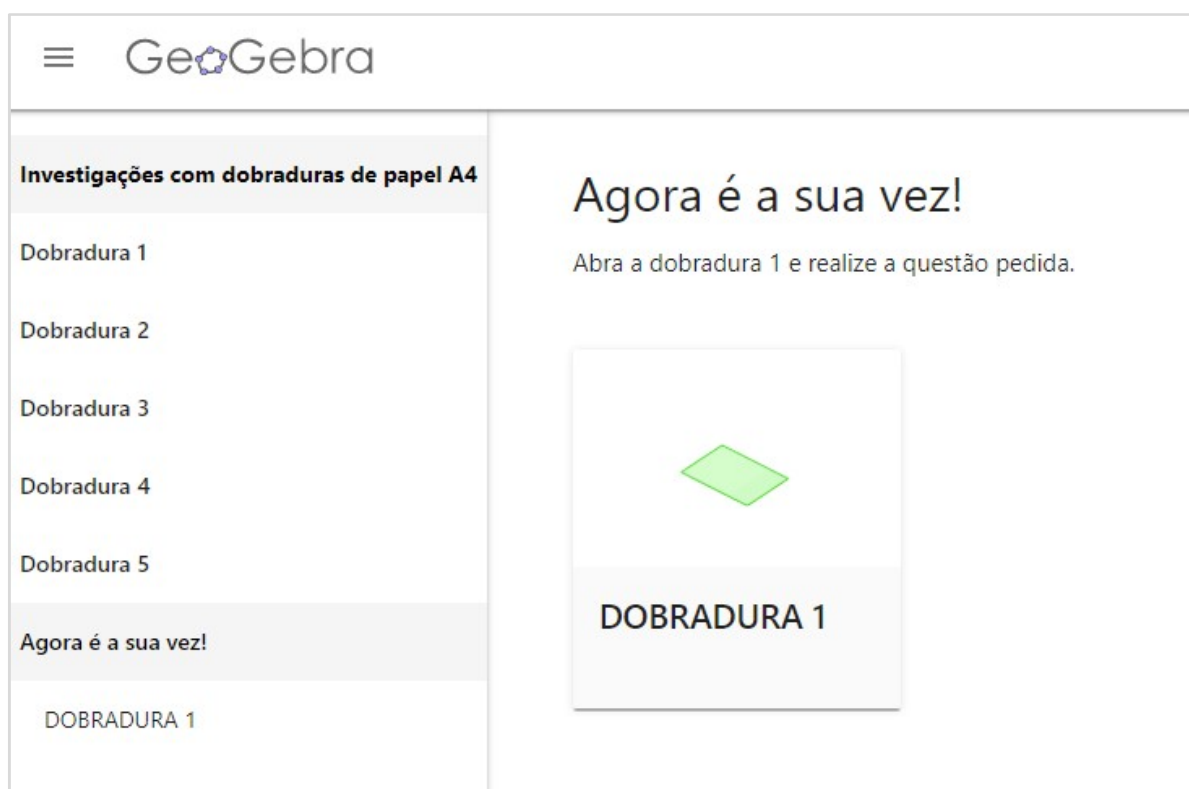 GeoGebra
Investigações com dobraduras de papel A4
Dobradura 1
Dobradura 2
Dobradura 3
Dobradura 4
Dobradura 5
Agora é a sua vez!
DOBRADURA 1
Agora é a sua vez!
Abra a dobradura 1 e realize a questão pedida.
DOBRADURA 1